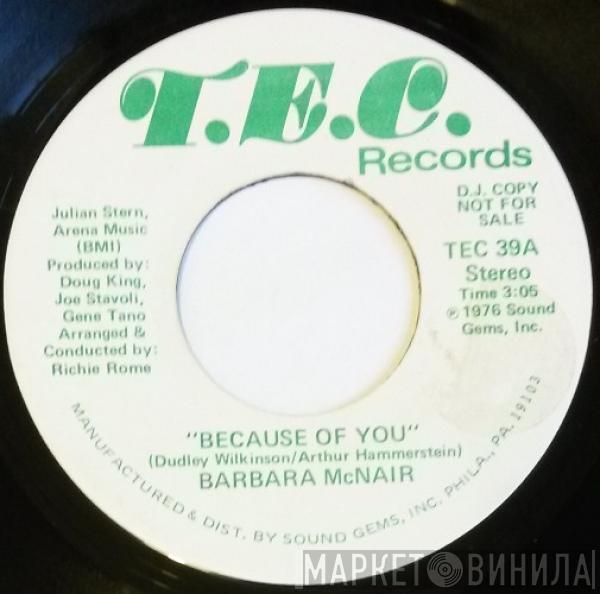 T.E.C.
Records
D.J. COPY
NOT FOR
SALE
TEC 39A
Stereo
Time 3:05
℗ 1976 Sound
Gems, Inc.
Julian Stern,
Arena Music
(BMI)
Produced by:
Doug King,
Joe Stavoli,
Gene Tano
Arranged &
Conducted by:
Richie Rome
"BECAUSE OF YOU"
(Dudley Wilkinson/Arthur Hammerstein)
BARBARA McNAIR
MANUFACTURED & DIST. BY SOUND GEMS, INC. PHILA., PA. 19103
МАРКЕТ ВИНИЛА